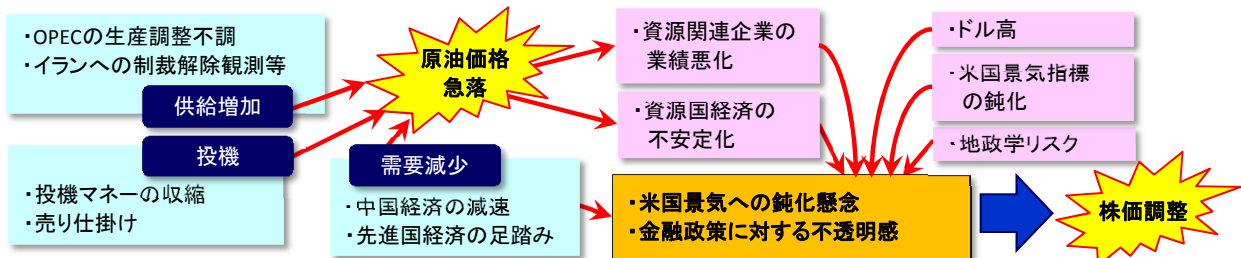 ・OPECの生産調整不調
・イランへの制裁解除観測等
供給増加
投機
・投機マネーの収縮
・売り仕掛け
原油価格
急落
需要減少
・中国経済の減速
・先進国経済の足踏み
・資源関連企業の
業績悪化
・資源国経済の
不安定化
・ドル高
・米国景気指標
の鈍化
・地政学リスク
・米国景気への鈍化懸念
・金融政策に対する不透明感
株価調整